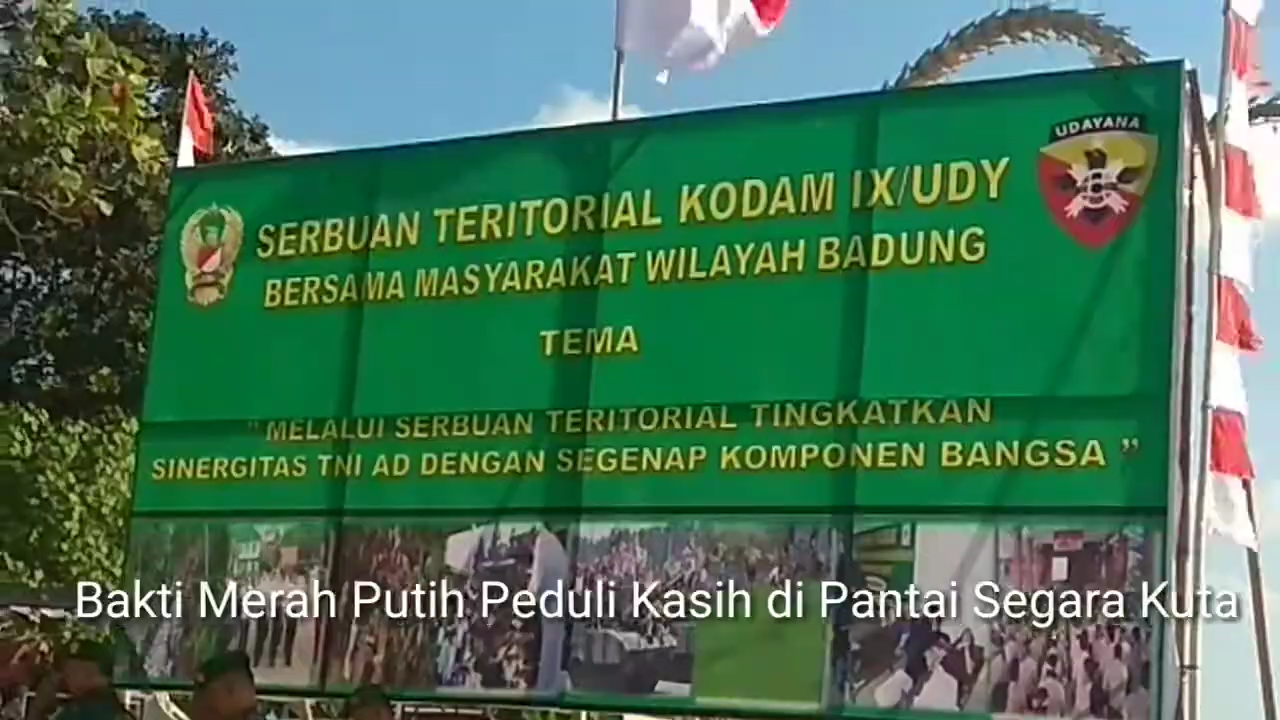 UDAYANA
SERBUAN TERITORIAL KODAM IX/UDY
BERSAMA MASYARAKAT WILAYAH BADUNG
TEMA
" MELALUI SERBUAN TERITORIAL TINGKATKAN
SINERGITAS TNI AD DENGAN SEGENAP KOMPONEN BANGSA "
Bakti Merah Putih Peduli Kasih di Pantai Segara Kuta